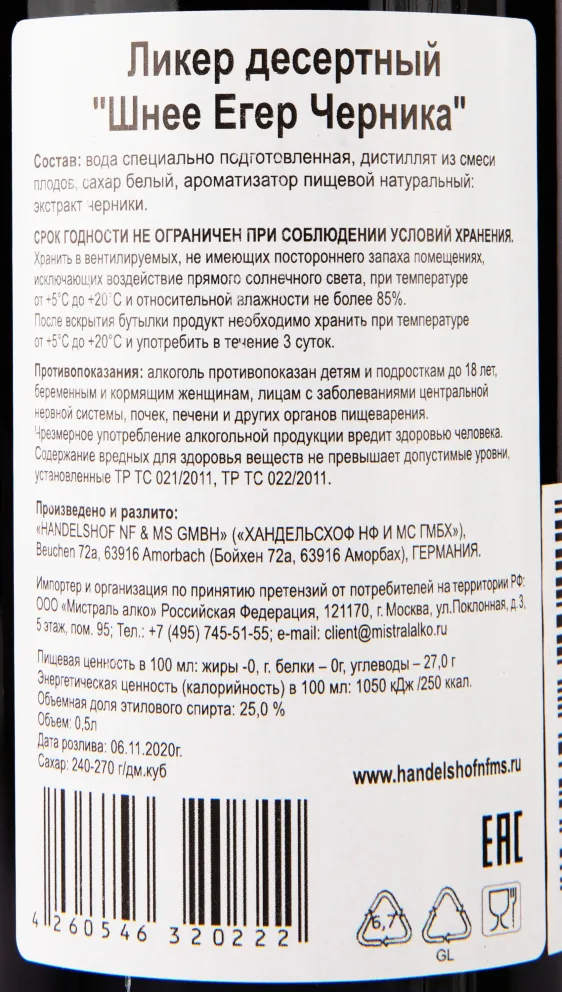 Ликер десертный
"Шнее Егер Черника"
Состав: вода специально подготовленная, дистиллят из смеси
плодов, сахар белый, ароматизатор пищевой натуральный:
экстракт черники.
СРОК ГОДНОСТИ НЕ ОГРАНИЧЕН ПРИ СОБЛЮДЕНИИ УСЛОВИЙ ХРАНЕНИЯ.
Хранить в вентилируемых, не имеющих постороннего запаха помещениях,
исключающих воздействие прямого солнечного света, при температуре
от +5°С до +20°С и относительной влажности не более 85%.
После вскрытия бутылки продукт необходимо хранить при температуре
от +5°С до +20°С и употребить в течение 3 суток.
Противопоказания: алкоголь противопоказан детям и подросткам до 18 лет,
беременным и кормящим женщинам, лицам с заболеваниями центральной
нервной системы, почек, печени и других органов пищеварения.
Чрезмерное употребление алкогольной продукции вредит здоровью человека.
Содержание вредных для здоровья веществ не превышает допустимые уровни,
установленные ТР ТС 021/2011, ТР ТС 022/2011.
Произведено и разлито:
«HANDELSHOF NF & MS GMBH» («ХАНДЕЛЬСХОФ НФ И МС ГМБХ»),
Beuchen 72a, 63916 Amorbach (Бойхен 72а, 63916 Аморбах), ГЕРМАНИЯ.
Импортер и организация по принятию претензий от потребителей на территории РФ:
ООО «Мистраль алко» Российская Федерация, 121170, г. Москва, ул.Поклонная, д.3,
5 этаж, пом. 95; Тел.: +7 (495) 745-51-55; e-mail: client@mistralalko.ru
Пищевая ценность в 100 мл: жиры -0, г. белки – 0г, углеводы – 27,0 г
Энергетическая ценность (калорийность) в 100 мл: 1050 кДж /250 ккал.
Объемная доля этилового спирта: 25,0 %
Объем: 0,5л
Дата розлива: 06.11.2020г.
Сахар: 240-270 г/дм.куб
www.handelshofnfms.ru
EAC
4 260546 320222
6,7
GL